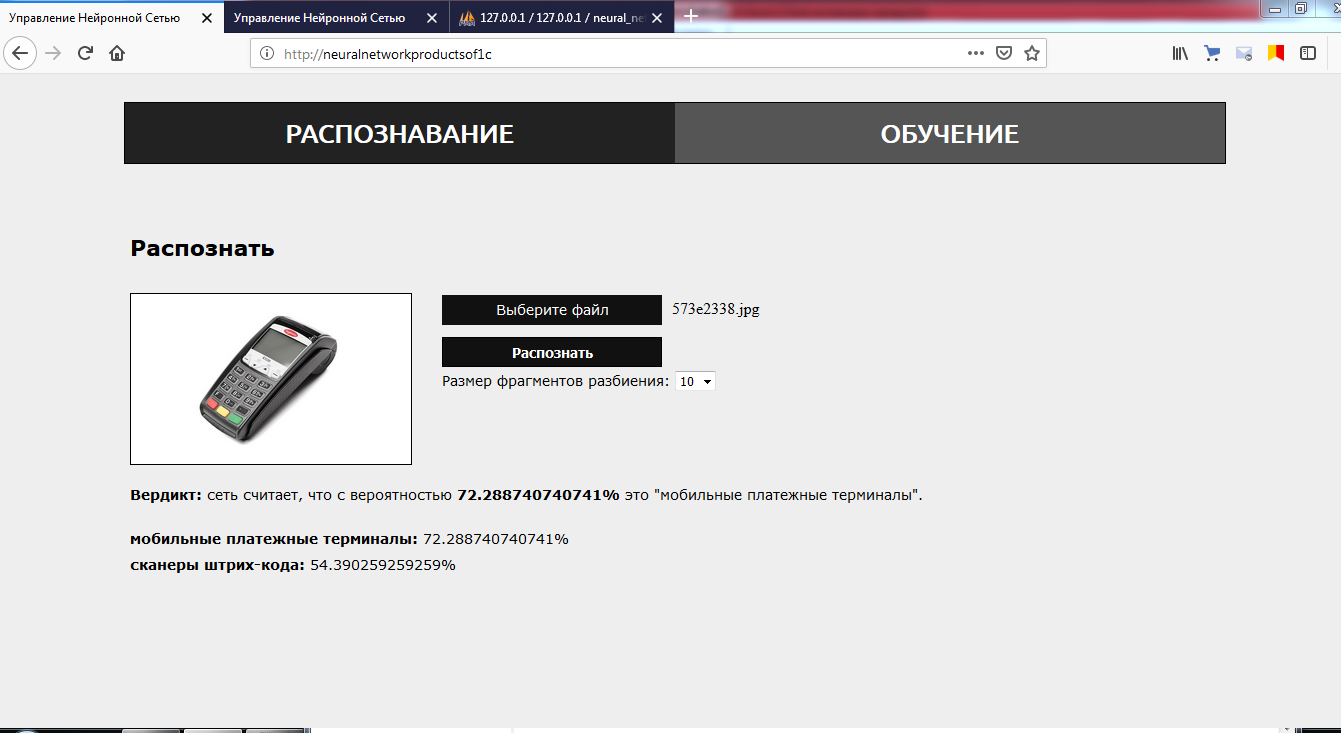 Управление Нейронной Сетью
Управление Нейронной Сетью
127.0.0.1 / 127.0.0.1 / neural_ne
http://neuralnetworkproductsof1c
РАСПОЗНАВАНИЕ
ОБУЧЕНИЕ
Распознать
Выберите файл
573e2338.jpg
Распознать
Размер фрагментов разбиения: 10
Вердикт: сеть считает, что с вероятностью 72.288740740741% это "мобильные платежные терминалы".
мобильные платежные терминалы: 72.288740740741%
сканеры штрих-кода: 54.390259259259%